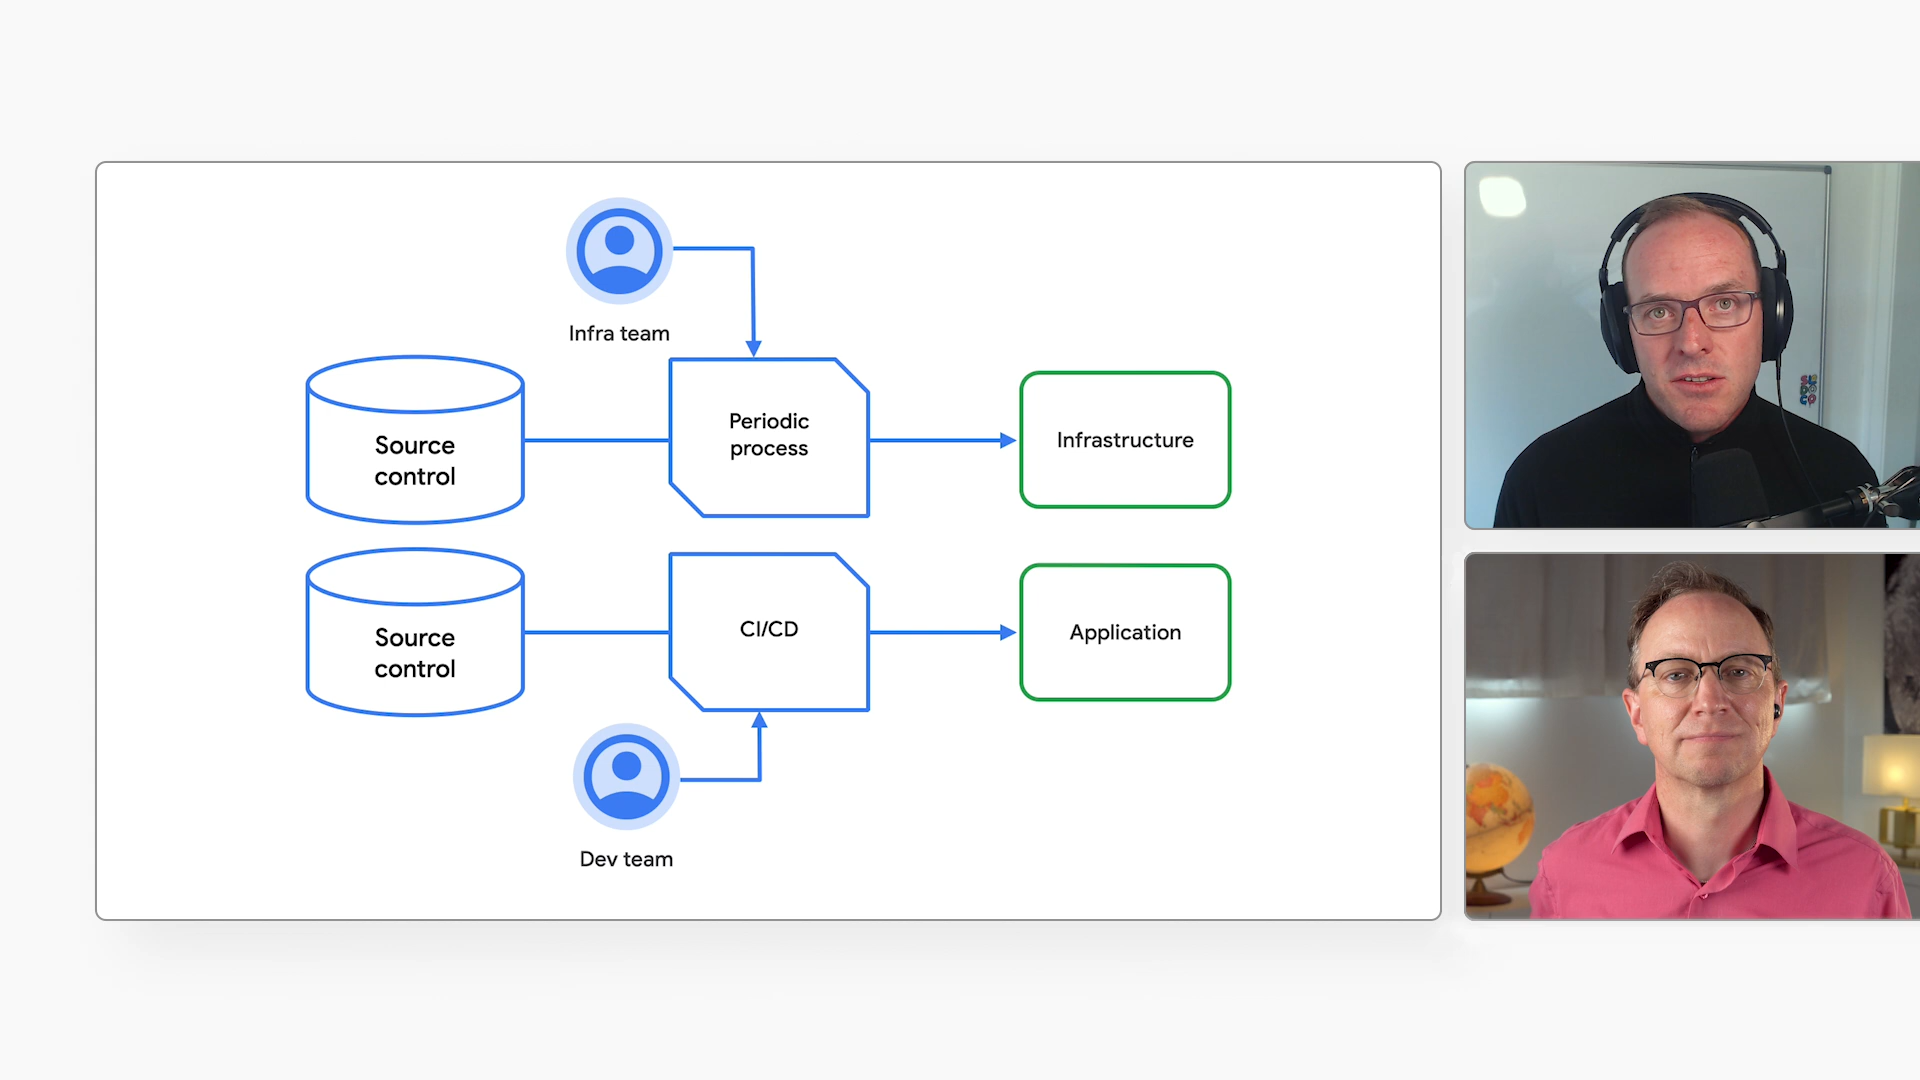 Infra team
Source
control
Periodic
process
Infrastructure
Source
control
CI/CD
Application
Dev team